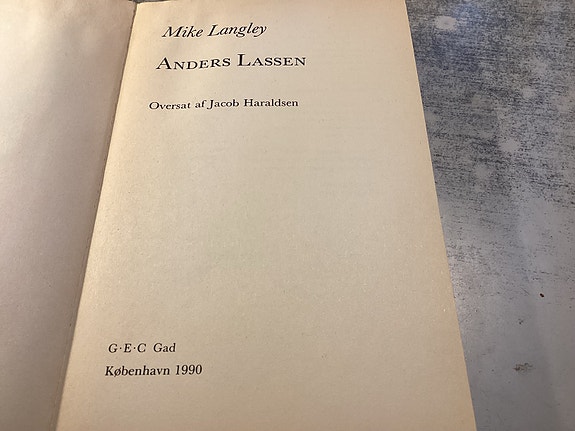 Mike Langley
ANDERS LASSEN
Oversat af Jacob Haraldsen
G·E·C Gad
København 1990